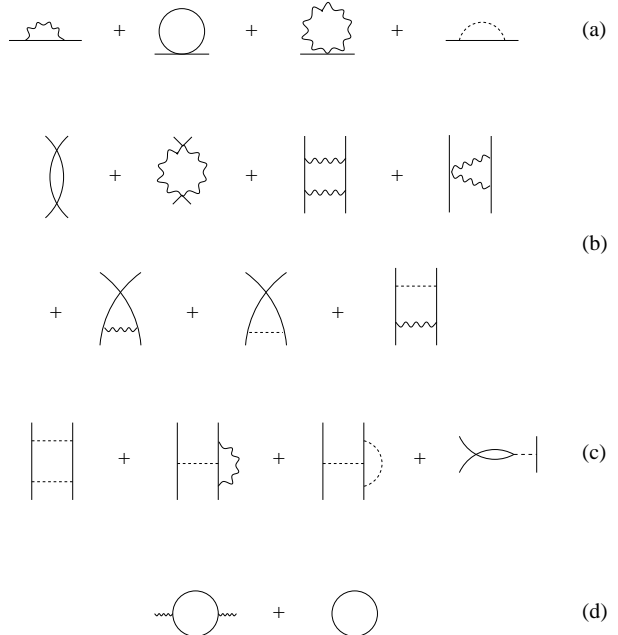 + + + (a)
+ + +
(b)
+ + +
+ + + (c)
+ (d)